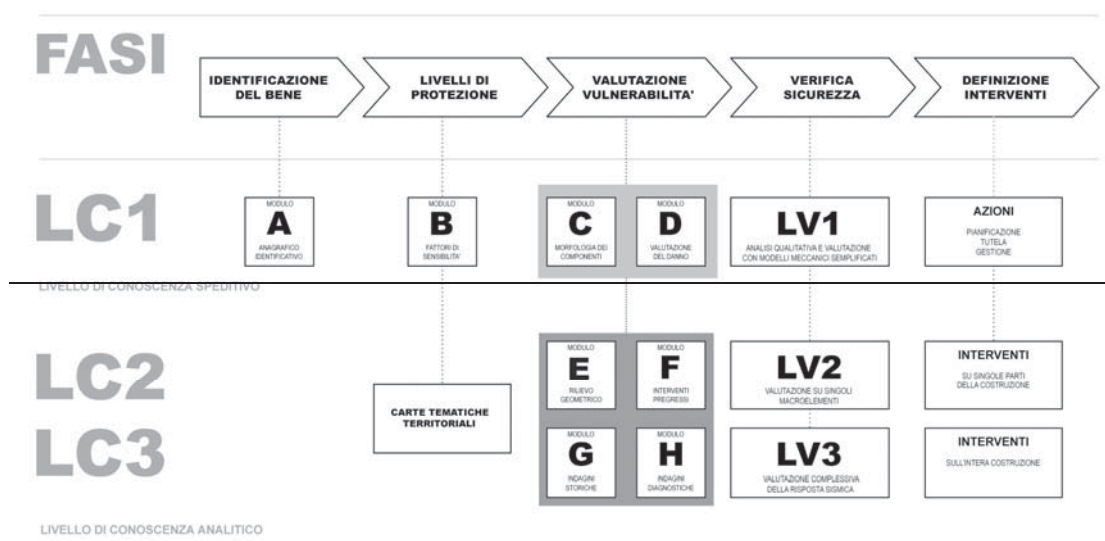 FASI
IDENTIFICAZIONE
DEL BENE
LIVELLI DI
PROTEZIONE
VALUTAZIONE
VULNERABILITA'
VERIFICA
SICUREZZA
DEFINIZIONE
INTERVENTI
LC1
MODULO
A
ANAGRAFICO
IDENTIFICATIVO
MODULO
B
FATTORI DI
SENSIBILITA'
MODULO
C
MORFOLOGIA DEI
COMPONENTI
MODULO
D
VALUTAZIONE
DEL DANNO
LV1
ANALISI QUALITATIVA E VALUTAZIONE
CON MODELLI MECCANICI SEMPLIFICATI
AZIONI
PIANIFICAZIONE
TUTELA
GESTIONE
LIVELLO DI CONOSCENZA SPEDITIVO
LC2
LC3
CARTE TEMATICHE
TERRITORIALI
MODULO
E
RILIEVO
GEOMETRICO
MODULO
F
INTERVENTI
PREGRESSI
MODULO
G
INDAGINI
STORICHE
MODULO
H
INDAGINI
DIAGNOSTICHE
LV2
VALUTAZIONE SU SINGOLI
MACROELEMENTI
LV3
VALUTAZIONE COMPLESSIVA
DELLA RISPOSTA SISMICA
INTERVENTI
SU SINGOLE PARTI
DELLA COSTRUZIONE
INTERVENTI
SULL'INTERA COSTRUZIONE
LIVELLO DI CONOSCENZA ANALITICO